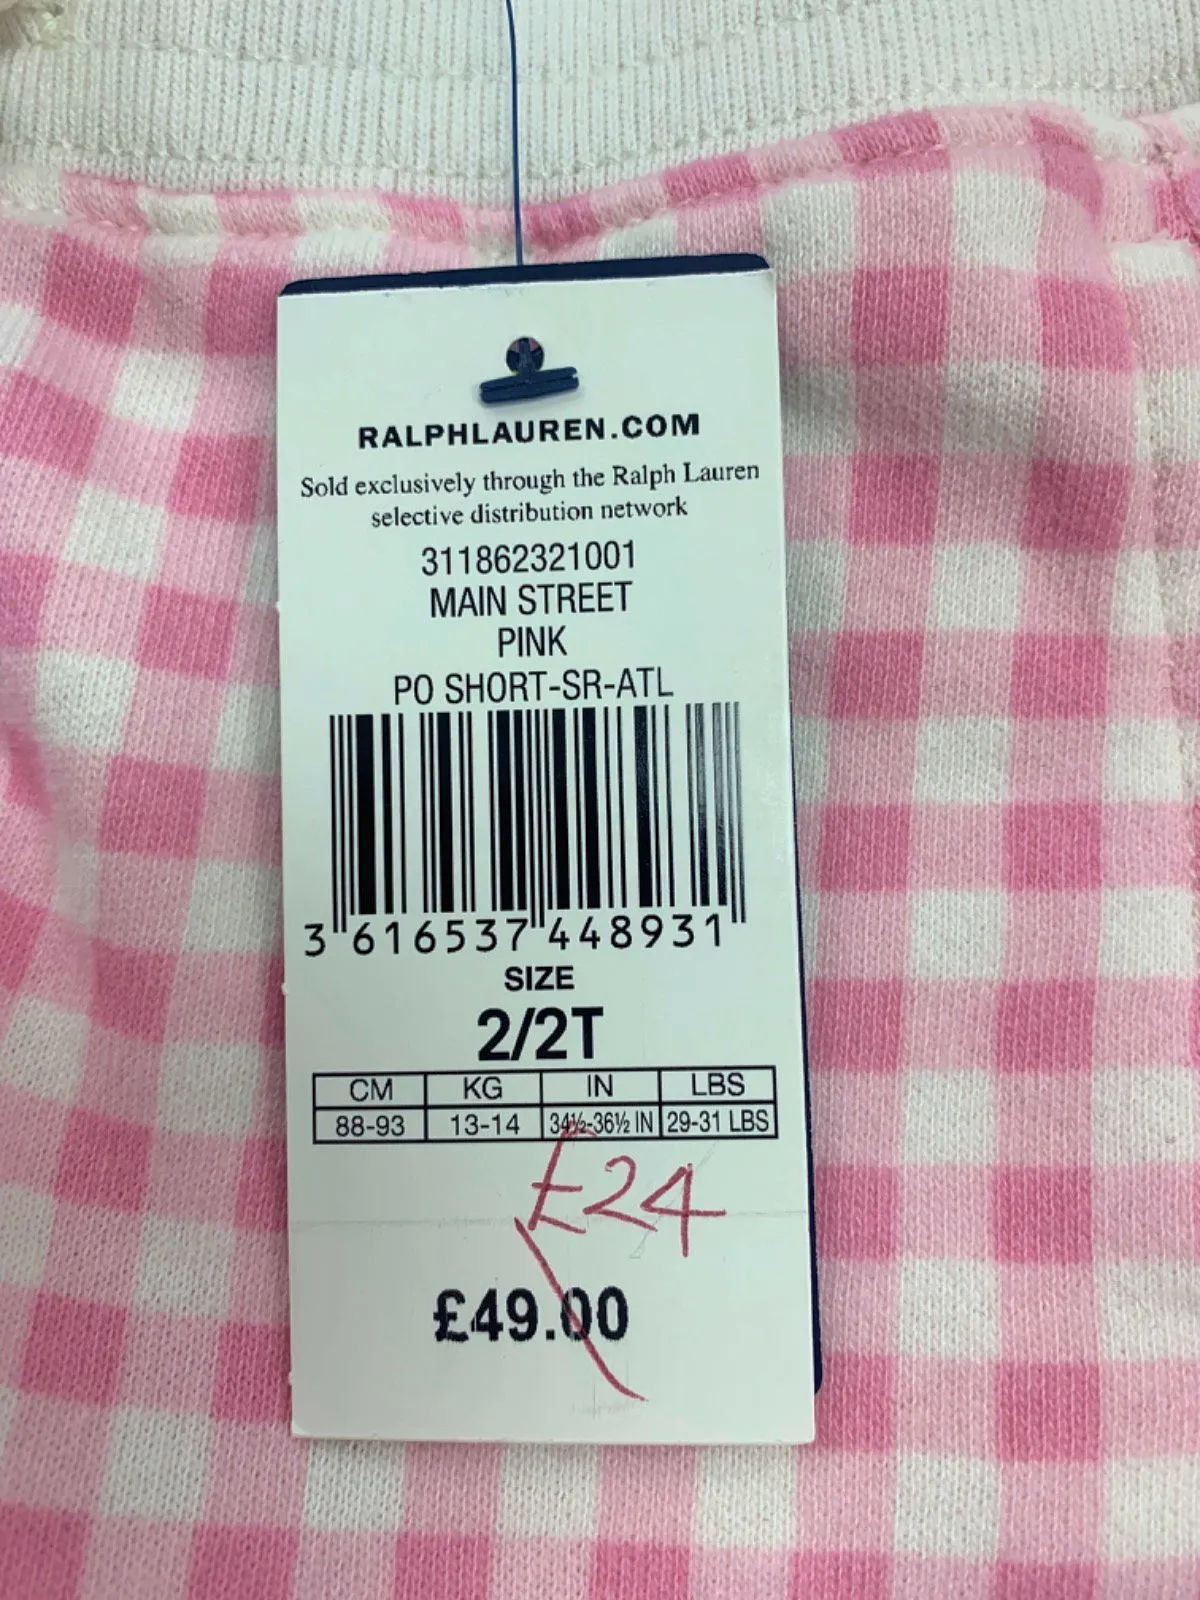 RALPHLAUREN.COM
Sold exclusively through the Ralph Lauren
selective distribution network
311862321001
MAIN STREET
PINK
PO SHORT-SR-ATL
3 616537 448931
SIZE
2/2T
CM KG IN LBS
88-93 13-14 34½-36½ IN 29-31 LBS
£24
£49.00